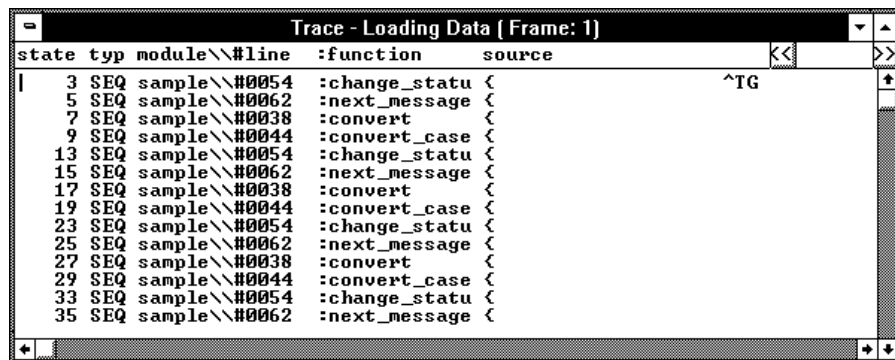 Trace - Loading Data ( Frame: 1)
state typ module\\#line :function source << >>
3 SEQ sample\\#0054 :change_statu { ^TG
5 SEQ sample\\#0062 :next_message {
7 SEQ sample\\#0038 :convert {
9 SEQ sample\\#0044 :convert_case {
13 SEQ sample\\#0054 :change_statu {
15 SEQ sample\\#0062 :next_message {
17 SEQ sample\\#0038 :convert {
19 SEQ sample\\#0044 :convert_case {
23 SEQ sample\\#0054 :change_statu {
25 SEQ sample\\#0062 :next_message {
27 SEQ sample\\#0038 :convert {
29 SEQ sample\\#0044 :convert_case {
33 SEQ sample\\#0054 :change_statu {
35 SEQ sample\\#0062 :next_message {